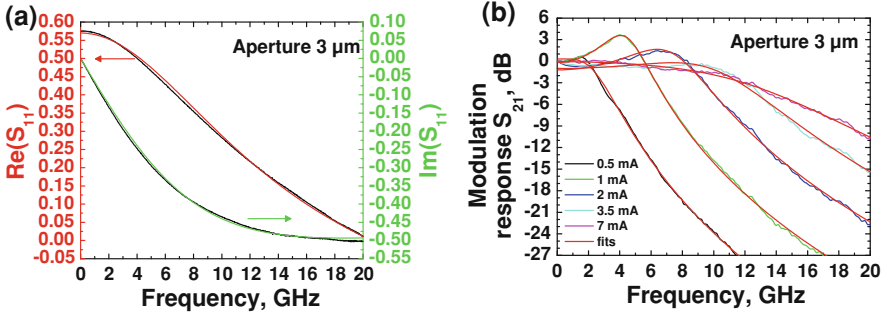 (a)
Aperture 3 µm
Re(S11)
0.60
0.55
0.50
0.45
0.40
0.35
0.30
0.25
0.20
0.15
0.10
0.05
0.00
0.10
0.05
0.00
-0.05
-0.10
-0.15
-0.20
-0.25
-0.30
-0.35
-0.40
-0.45
-0.50
-0.55
Im(S11)
0 2 4 6 8 10 12 14 16 18 20
Frequency, GHz
(b)
Aperture 3 µm
Modulation
response S21, dB
6
3
0
-3
-6
-9
-12
-15
-18
-21
-24
-27
0.5 mA
1 mA
2 mA
3.5 mA
7 mA
fits
0 2 4 6 8 10 12 14 16 18 20
Frequency, GHz